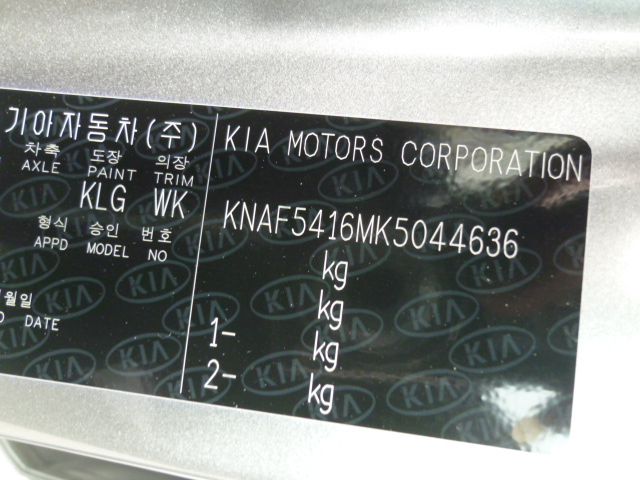 기아자동차(주)
차축 도장 의장
AXLE PAINT TRIM
KLG WK
형식 승인 번호
APPD MODEL NO
월일
DATE
KIA MOTORS CORPORATION
KNAF5416MK5044636
kg
kg
1- kg
2- kg